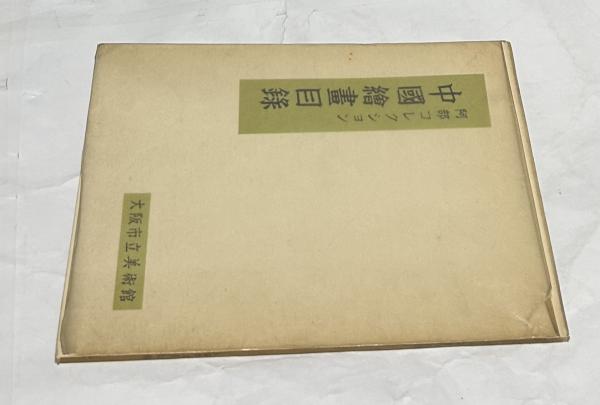 阿部コレクション
中國繪畫目錄
大阪市立美術館